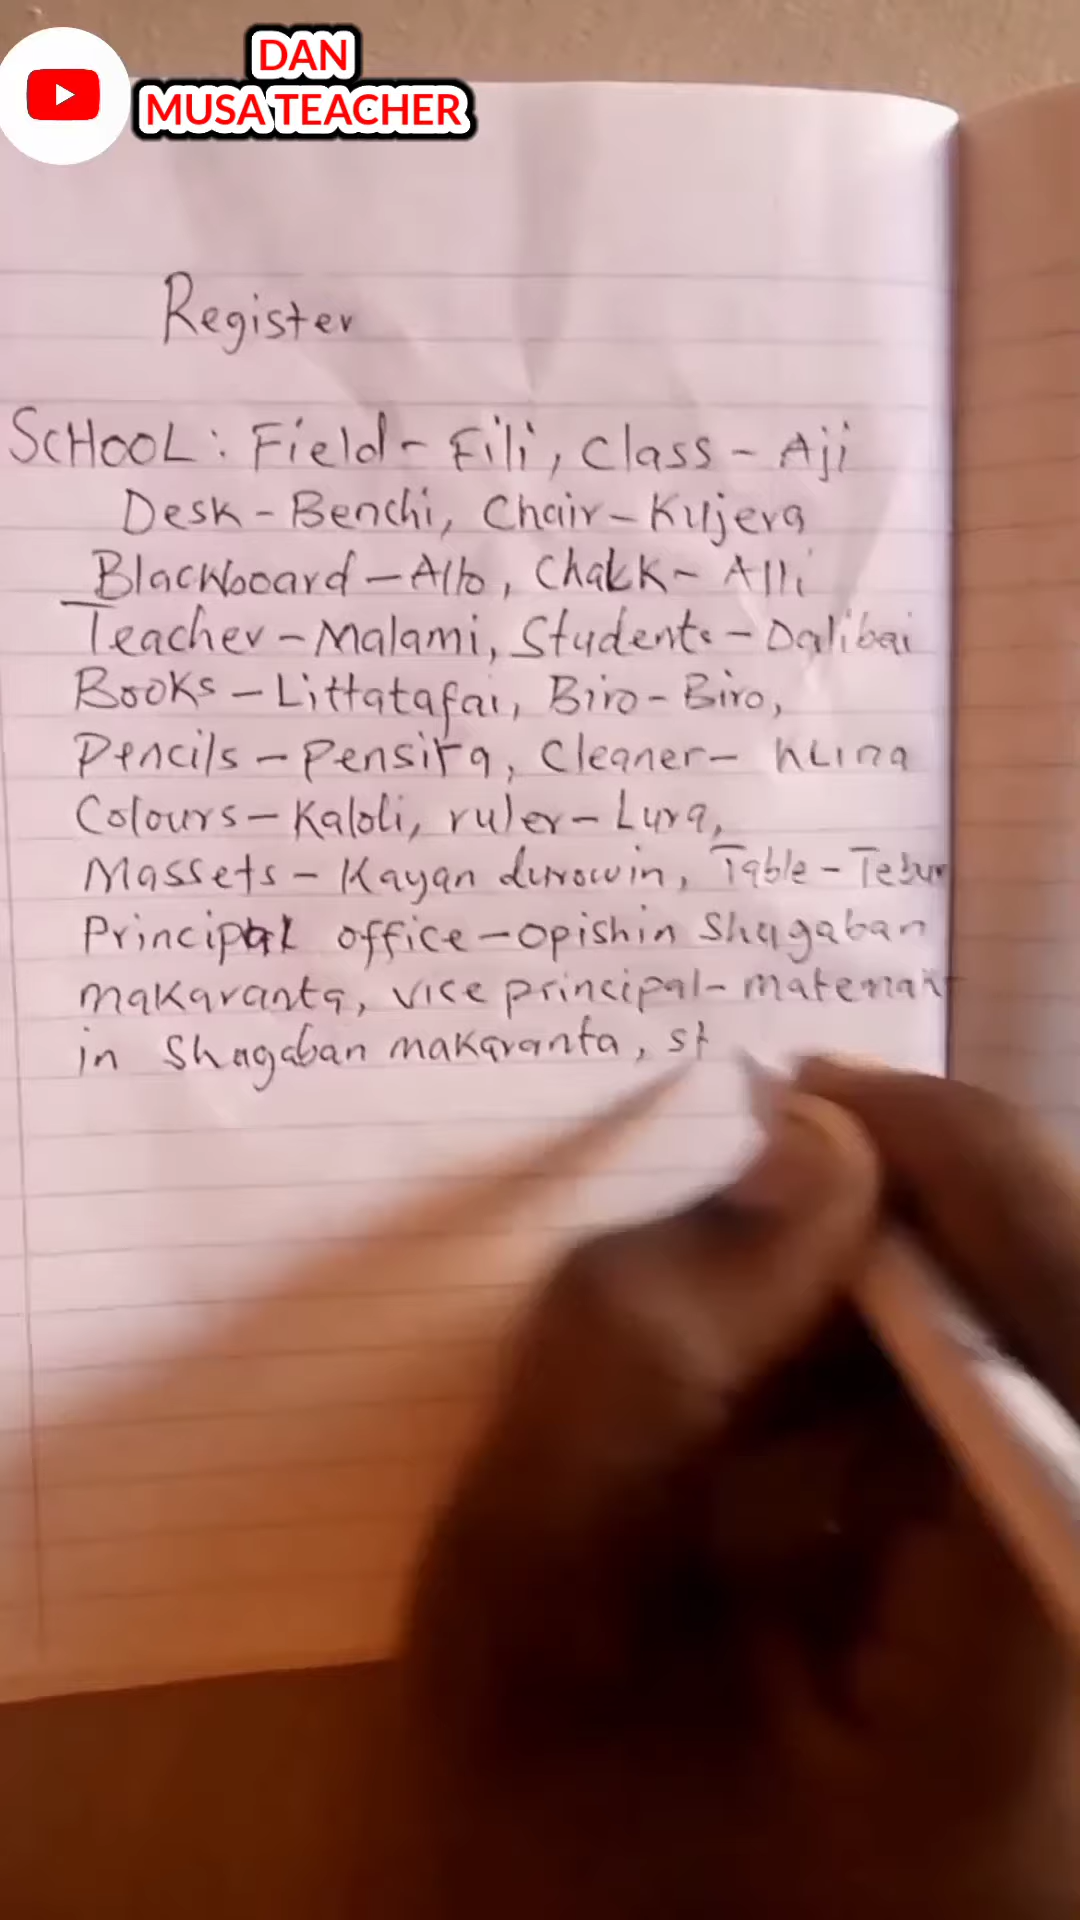 DAN
MUSA TEACHER
Register
SCHOOL: Field - Fili, Class - Aji
Desk - Benchi, Chair - Kujera
Blackboard - Allo, Chalk - Alli
Teacher - Malami, Students - Dalibai
Books - Littatafai, Biro - Biro,
Pencils - Pensira, Cleaner - Klina
Colours - Kaloli, ruler - Lura,
Massets - Kayan durowin, Table - Tebur
Principal office - Opishin Shugaban
makaranta, vice principal - matemak
in Shugaban makaranta, st